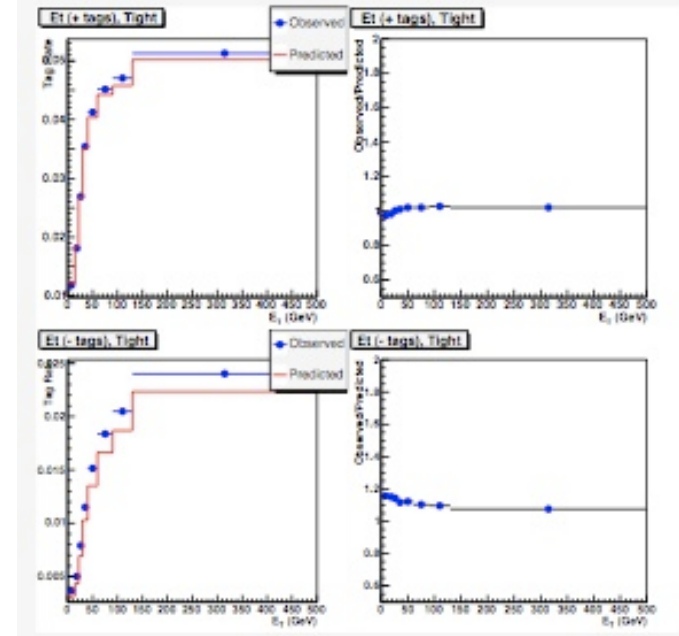 Et (+ tags), Tight
Observed
Predicted
Tag Rate
0.05
0.04
0.03
0.02
0.01
0 50 100 150 200 250 300 350 400 450 500
E_T (GeV)
Et (+ tags), Tight
Observed/Predicted
2
1.8
1.6
1.4
1.2
1
0.8
0.6
0 50 100 150 200 250 300 350 400 450 500
E_T (GeV)
Et (- tags), Tight
Observed
Predicted
Tag Rate
0.025
0.02
0.015
0.01
0.005
0 50 100 150 200 250 300 350 400 450 500
E_T (GeV)
Et (- tags), Tight
Observed/Predicted
2
1.8
1.6
1.4
1.2
1
0.8
0.6
0 50 100 150 200 250 300 350 400 450 500
E_T (GeV)